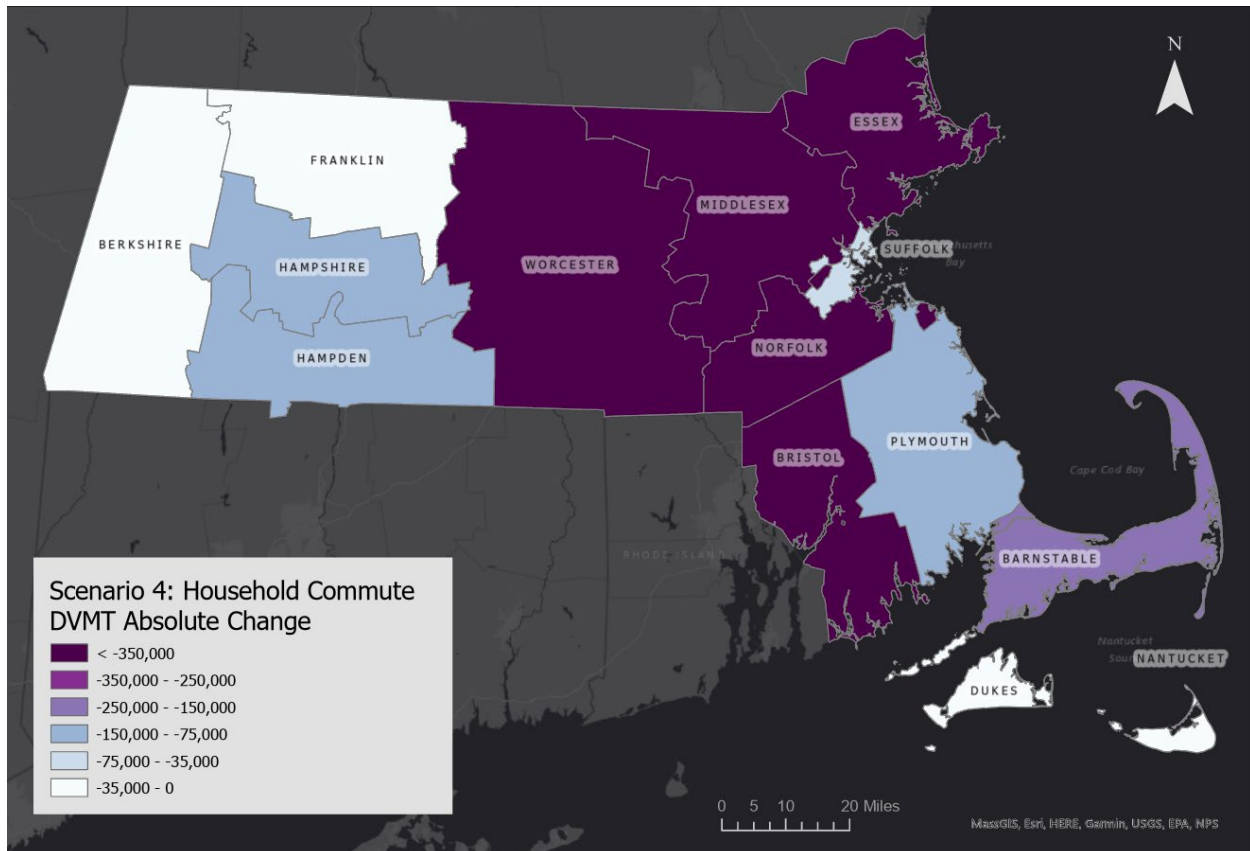 N
ESSEX
FRANKLIN
MIDDLESEX
BERKSHIRE
SUFFOLK
Bay
HAMPSHIRE
WORCESTER
NORFOLK
HAMPDEN
PLYMOUTH
BRISTOL
Cape Cod Bay
RHODE ISLAND
BARNSTABLE
Nantucket
NANTUCKET
DUKES
Scenario 4: Household Commute
DVMT Absolute Change
< -350,000
-350,000 - -250,000
-250,000 - -150,000
-150,000 - -75,000
-75,000 - -35,000
-35,000 - 0
0 5 10 20 Miles
MassGIS, Esri, HERE, Garmin, USGS, EPA, NPS